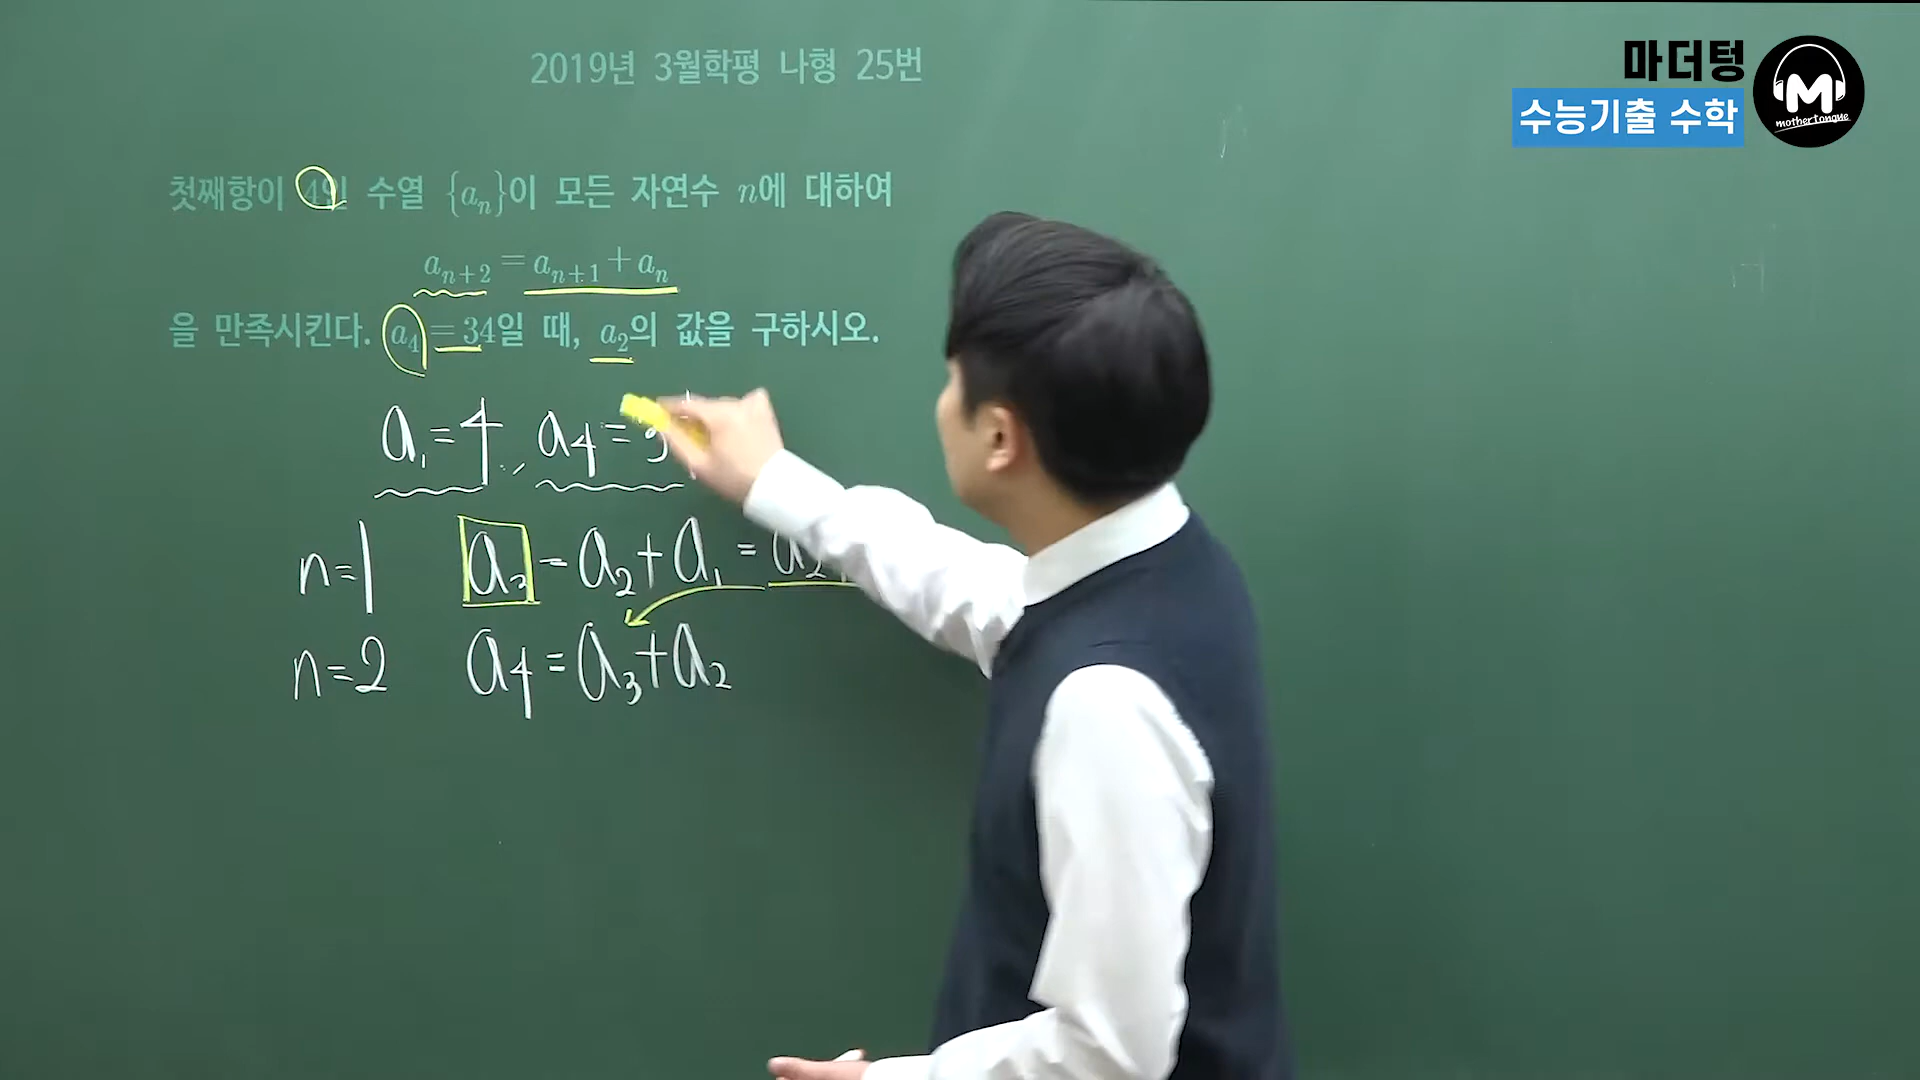 2019년 3월학평 나형 25번
마더텅
수능기출 수학
M
mothertongue
첫째항이 4인 수열 {aₙ}이 모든 자연수 n에 대하여
aₙ₊₂ = aₙ₊₁ + aₙ
을 만족시킨다. a₄ = 34일 때, a₂의 값을 구하시오.
a₁ = 4, a₄ = 3
n=1 a₃ = a₂ + a₁ = a₂
n=2 a₄ = a₃ + a₂